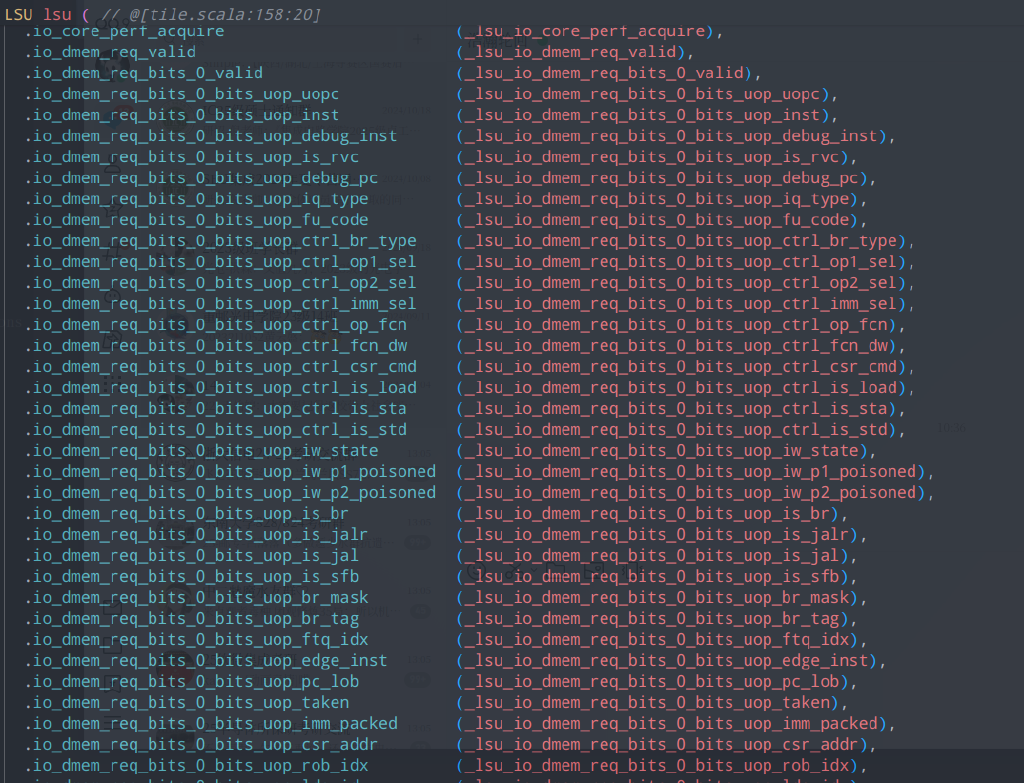 LSU lsu ( // @[tile.scala:158:20]
.io_core_perf_acquire (_lsu_io_core_perf_acquire),
.io_dmem_req_valid (_lsu_io_dmem_req_valid),
.io_dmem_req_bits_0_valid (_lsu_io_dmem_req_bits_0_valid),
.io_dmem_req_bits_0_bits_uop_uopc (_lsu_io_dmem_req_bits_0_bits_uop_uopc),
.io_dmem_req_bits_0_bits_uop_inst (_lsu_io_dmem_req_bits_0_bits_uop_inst),
.io_dmem_req_bits_0_bits_uop_debug_inst (_lsu_io_dmem_req_bits_0_bits_uop_debug_inst),
.io_dmem_req_bits_0_bits_uop_is_rvc (_lsu_io_dmem_req_bits_0_bits_uop_is_rvc),
.io_dmem_req_bits_0_bits_uop_debug_pc (_lsu_io_dmem_req_bits_0_bits_uop_debug_pc),
.io_dmem_req_bits_0_bits_uop_iq_type (_lsu_io_dmem_req_bits_0_bits_uop_iq_type),
.io_dmem_req_bits_0_bits_uop_fu_code (_lsu_io_dmem_req_bits_0_bits_uop_fu_code),
.io_dmem_req_bits_0_bits_uop_ctrl_br_type (_lsu_io_dmem_req_bits_0_bits_uop_ctrl_br_type),
.io_dmem_req_bits_0_bits_uop_ctrl_op1_sel (_lsu_io_dmem_req_bits_0_bits_uop_ctrl_op1_sel),
.io_dmem_req_bits_0_bits_uop_ctrl_op2_sel (_lsu_io_dmem_req_bits_0_bits_uop_ctrl_op2_sel),
.io_dmem_req_bits_0_bits_uop_ctrl_imm_sel (_lsu_io_dmem_req_bits_0_bits_uop_ctrl_imm_sel),
.io_dmem_req_bits_0_bits_uop_ctrl_op_fcn (_lsu_io_dmem_req_bits_0_bits_uop_ctrl_op_fcn),
.io_dmem_req_bits_0_bits_uop_ctrl_fcn_dw (_lsu_io_dmem_req_bits_0_bits_uop_ctrl_fcn_dw),
.io_dmem_req_bits_0_bits_uop_ctrl_csr_cmd (_lsu_io_dmem_req_bits_0_bits_uop_ctrl_csr_cmd),
.io_dmem_req_bits_0_bits_uop_ctrl_is_load (_lsu_io_dmem_req_bits_0_bits_uop_ctrl_is_load),
.io_dmem_req_bits_0_bits_uop_ctrl_is_sta (_lsu_io_dmem_req_bits_0_bits_uop_ctrl_is_sta),
.io_dmem_req_bits_0_bits_uop_ctrl_is_std (_lsu_io_dmem_req_bits_0_bits_uop_ctrl_is_std),
.io_dmem_req_bits_0_bits_uop_iw_state (_lsu_io_dmem_req_bits_0_bits_uop_iw_state),
.io_dmem_req_bits_0_bits_uop_iw_p1_poisoned (_lsu_io_dmem_req_bits_0_bits_uop_iw_p1_poisoned),
.io_dmem_req_bits_0_bits_uop_iw_p2_poisoned (_lsu_io_dmem_req_bits_0_bits_uop_iw_p2_poisoned),
.io_dmem_req_bits_0_bits_uop_is_br (_lsu_io_dmem_req_bits_0_bits_uop_is_br),
.io_dmem_req_bits_0_bits_uop_is_jalr (_lsu_io_dmem_req_bits_0_bits_uop_is_jalr),
.io_dmem_req_bits_0_bits_uop_is_jal (_lsu_io_dmem_req_bits_0_bits_uop_is_jal),
.io_dmem_req_bits_0_bits_uop_is_sfb (_lsu_io_dmem_req_bits_0_bits_uop_is_sfb),
.io_dmem_req_bits_0_bits_uop_br_mask (_lsu_io_dmem_req_bits_0_bits_uop_br_mask),
.io_dmem_req_bits_0_bits_uop_br_tag (_lsu_io_dmem_req_bits_0_bits_uop_br_tag),
.io_dmem_req_bits_0_bits_uop_ftq_idx (_lsu_io_dmem_req_bits_0_bits_uop_ftq_idx),
.io_dmem_req_bits_0_bits_uop_edge_inst (_lsu_io_dmem_req_bits_0_bits_uop_edge_inst),
.io_dmem_req_bits_0_bits_uop_pc_lob (_lsu_io_dmem_req_bits_0_bits_uop_pc_lob),
.io_dmem_req_bits_0_bits_uop_taken (_lsu_io_dmem_req_bits_0_bits_uop_taken),
.io_dmem_req_bits_0_bits_uop_imm_packed (_lsu_io_dmem_req_bits_0_bits_uop_imm_packed),
.io_dmem_req_bits_0_bits_uop_csr_addr (_lsu_io_dmem_req_bits_0_bits_uop_csr_addr),
.io_dmem_req_bits_0_bits_uop_rob_idx (_lsu_io_dmem_req_bits_0_bits_uop_rob_idx),